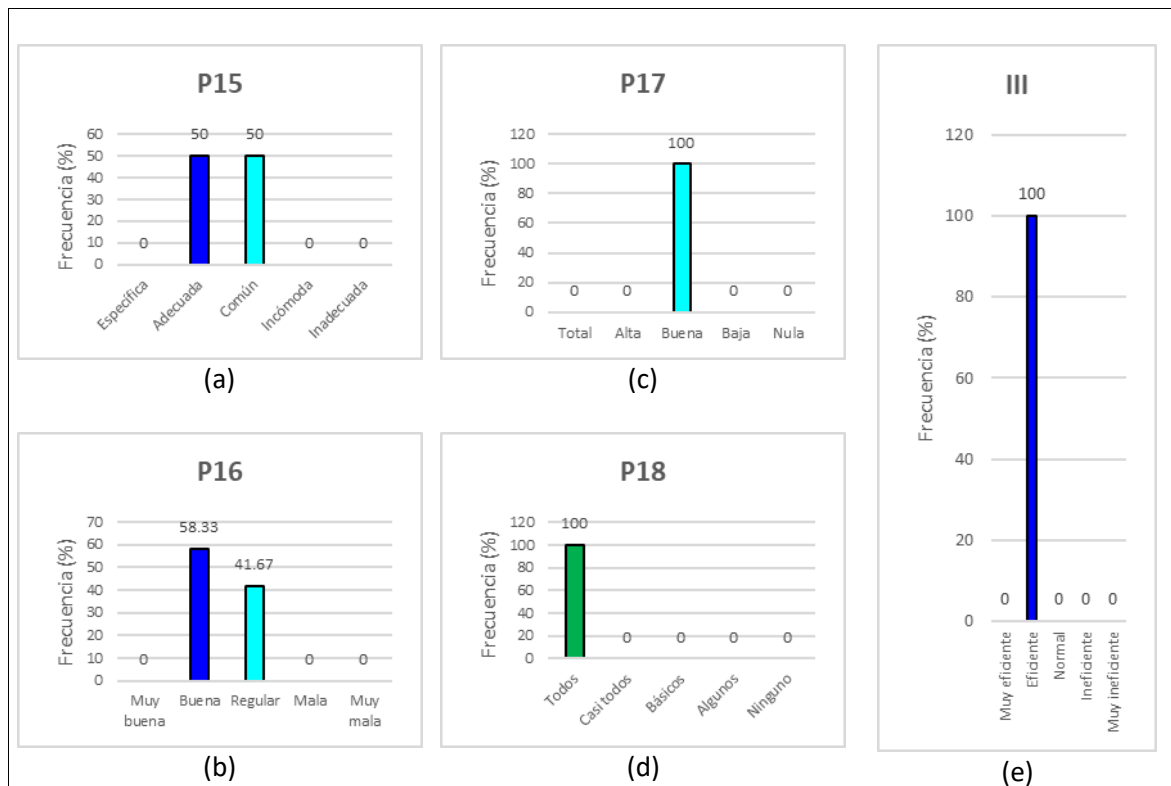 P15
Frecuencia (%)
60
50
40
30
20
10
0
0
50
50
0
0
Específica
Adecuada
Común
Incómoda
Inadecuada
(a)
P17
Frecuencia (%)
120
100
80
60
40
20
0
0
0
100
0
0
Total
Alta
Buena
Baja
Nula
(c)
III
Frecuencia (%)
120
100
80
60
40
20
0
0
100
0
0
0
Muy eficiente
Eficiente
Normal
Ineficiente
Muy ineficiente
(e)
P16
Frecuencia (%)
70
60
50
40
30
20
10
0
0
58.33
41.67
0
0
Muy
buena
Buena
Regular
Mala
Muy
mala
(b)
P18
Frecuencia (%)
120
100
80
60
40
20
0
100
0
0
0
0
Todos
Casi todos
Básicos
Algunos
Ninguno
(d)